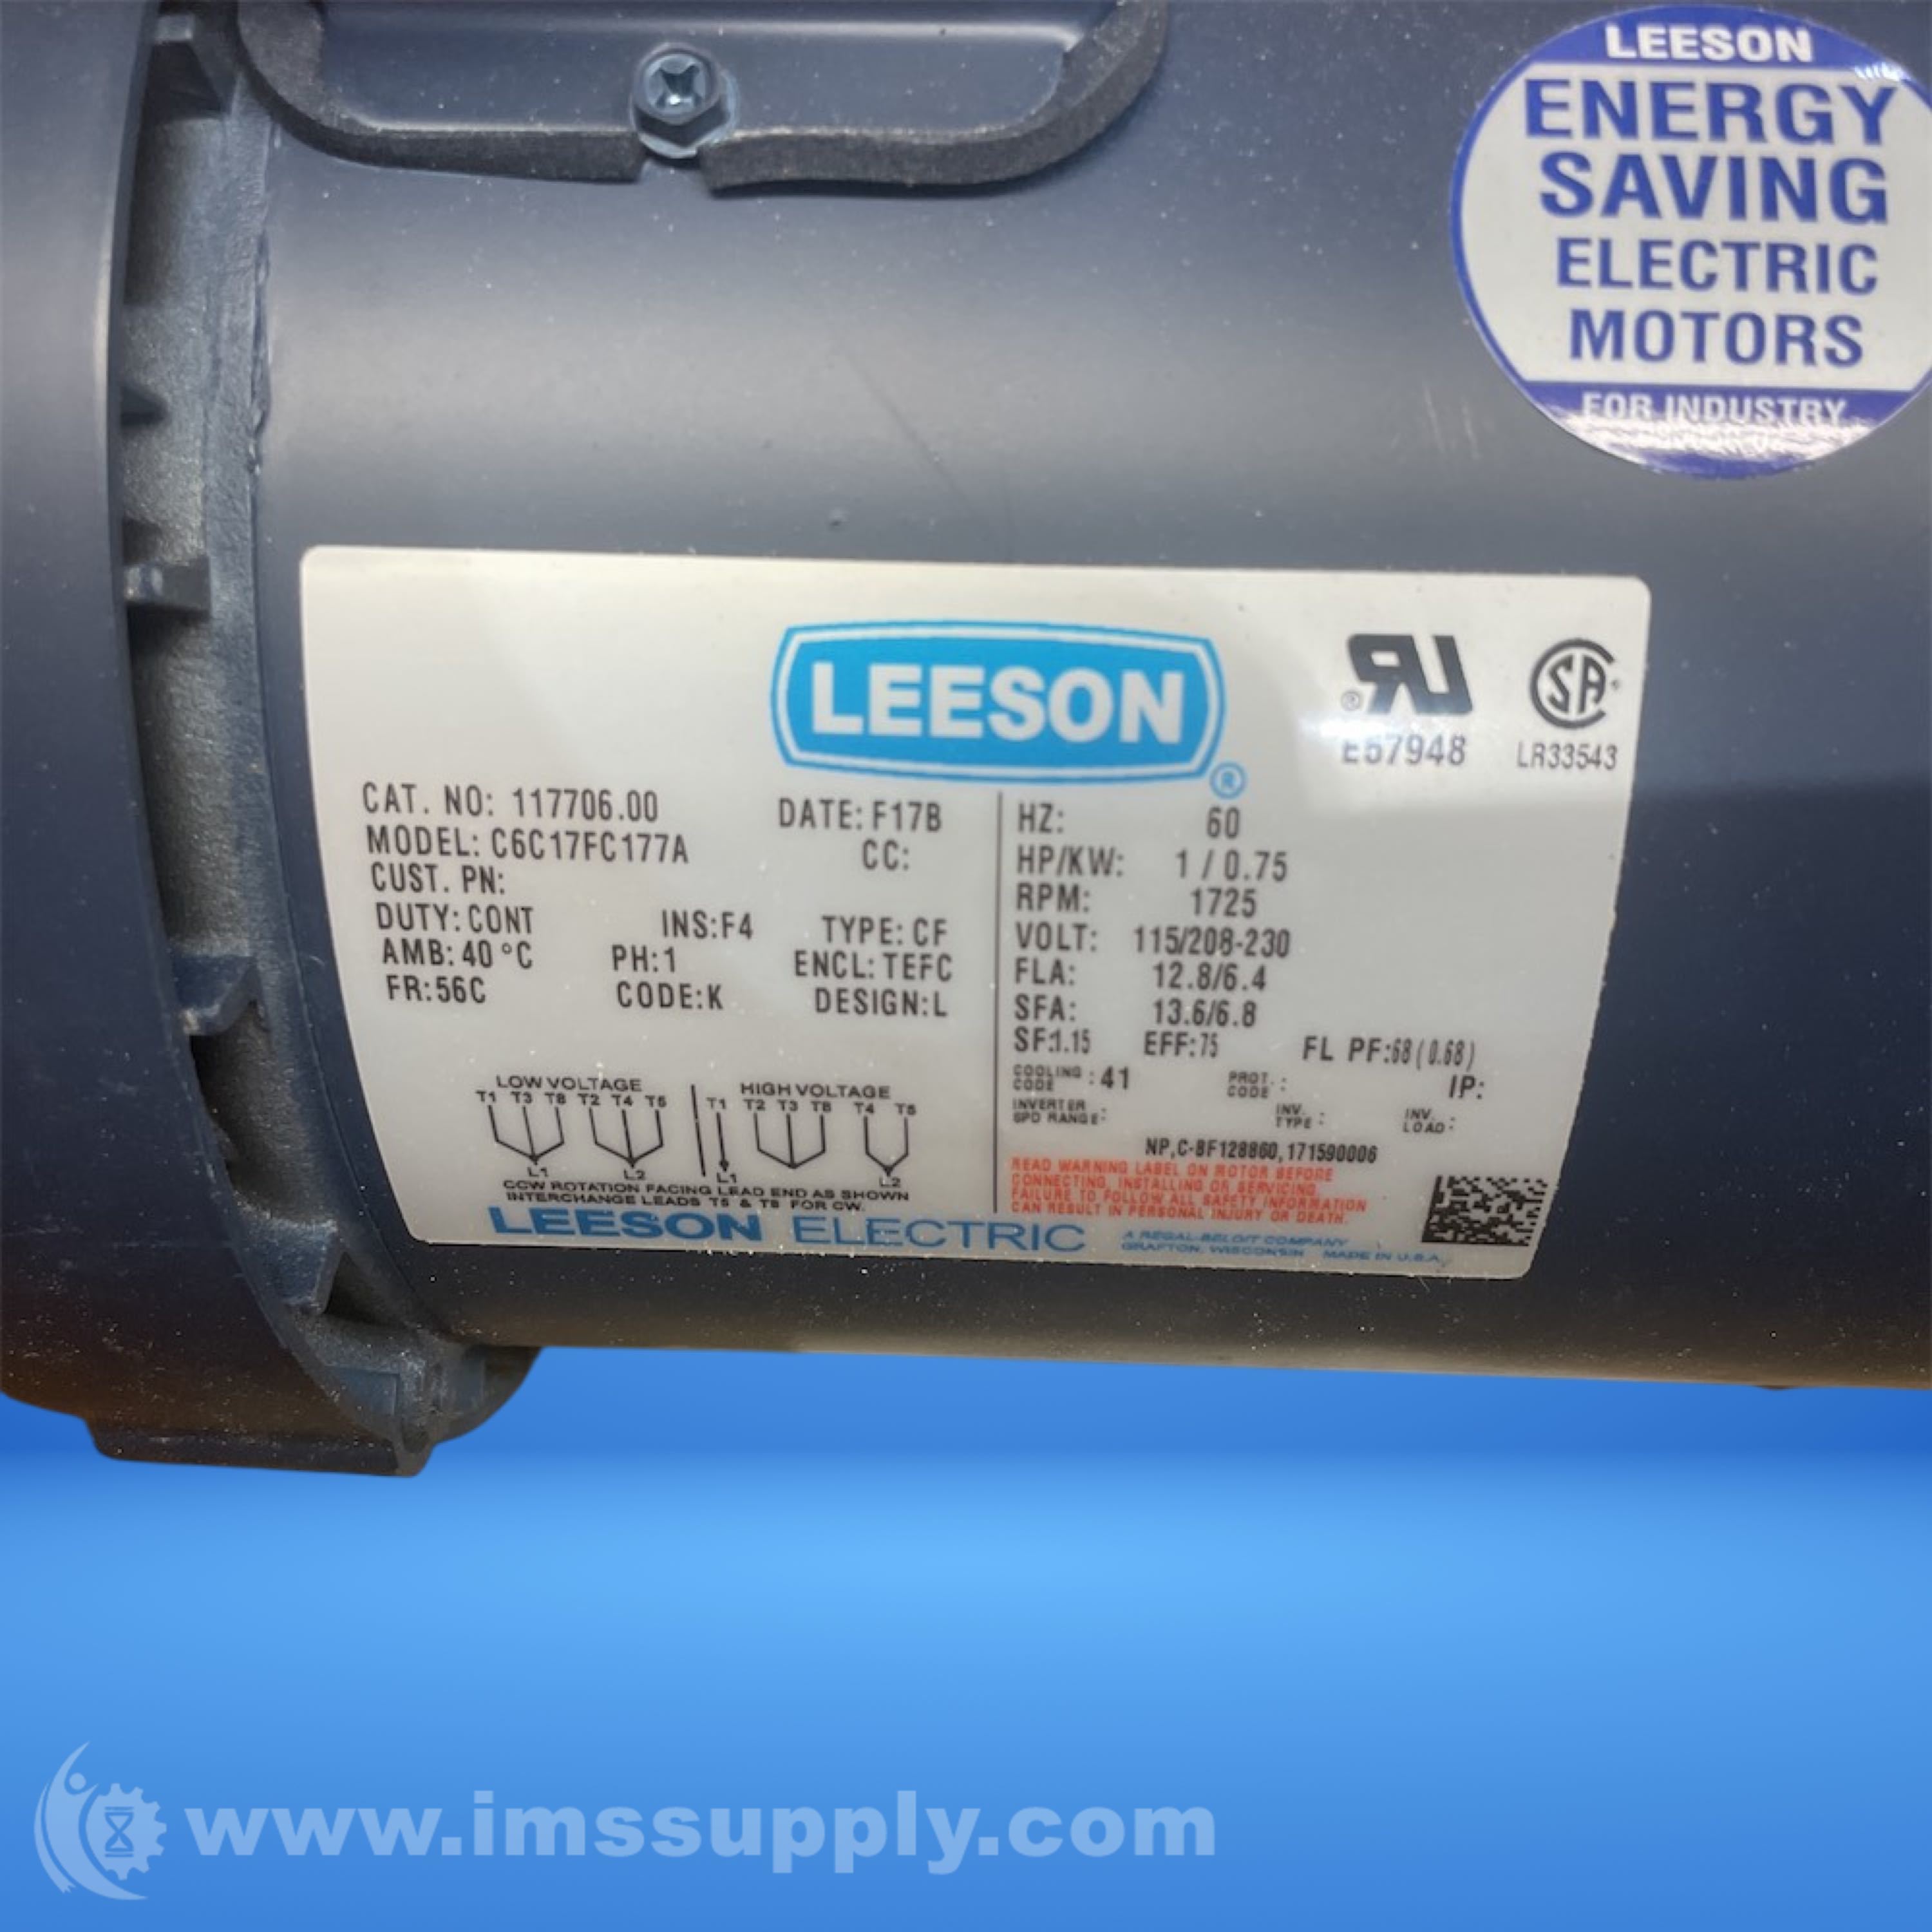 LEESON
ENERGY
SAVING
ELECTRIC
MOTORS
FOR INDUSTRY
LEESON ®
UR ®
E57948
SA
LR33543
CAT. NO: 117706.00
DATE: F17B
MODEL: C6C17FC177A
CC:
CUST. PN:
DUTY: CONT INS:F4 TYPE: CF
AMB: 40 °C PH:1 ENCL: TEFC
FR:56C CODE:K DESIGN:L
HZ: 60
HP/KW: 1 / 0.75
RPM: 1725
VOLT: 115/208-230
FLA: 12.8/6.4
SFA: 13.6/6.8
SF:1.15 EFF:75 FL PF:68 (0.68)
COOLING CODE : 41 PROT. CODE : IP:
INVERTER SPD RANGE: INV. TYPE : INV. LOAD :
NP,C-8F128860,171590006
LOW VOLTAGE HIGH VOLTAGE
T1 T3 T8 T2 T4 T5 T1 T2 T3 T8 T4 T5
L1 L2 L1 L2
CCW ROTATION FACING LEAD END AS SHOWN
INTERCHANGE LEADS T5 & T8 FOR CW.
READ WARNING LABEL ON MOTOR BEFORE
CONNECTING, INSTALLING OR SERVICING.
FAILURE TO FOLLOW ALL SAFETY INFORMATION
CAN RESULT IN PERSONAL INJURY OR DEATH.
LEESON ELECTRIC
A REGAL-BELOIT COMPANY
GRAFTON, WISCONSIN MADE IN U.S.A.
www.imssupply.com